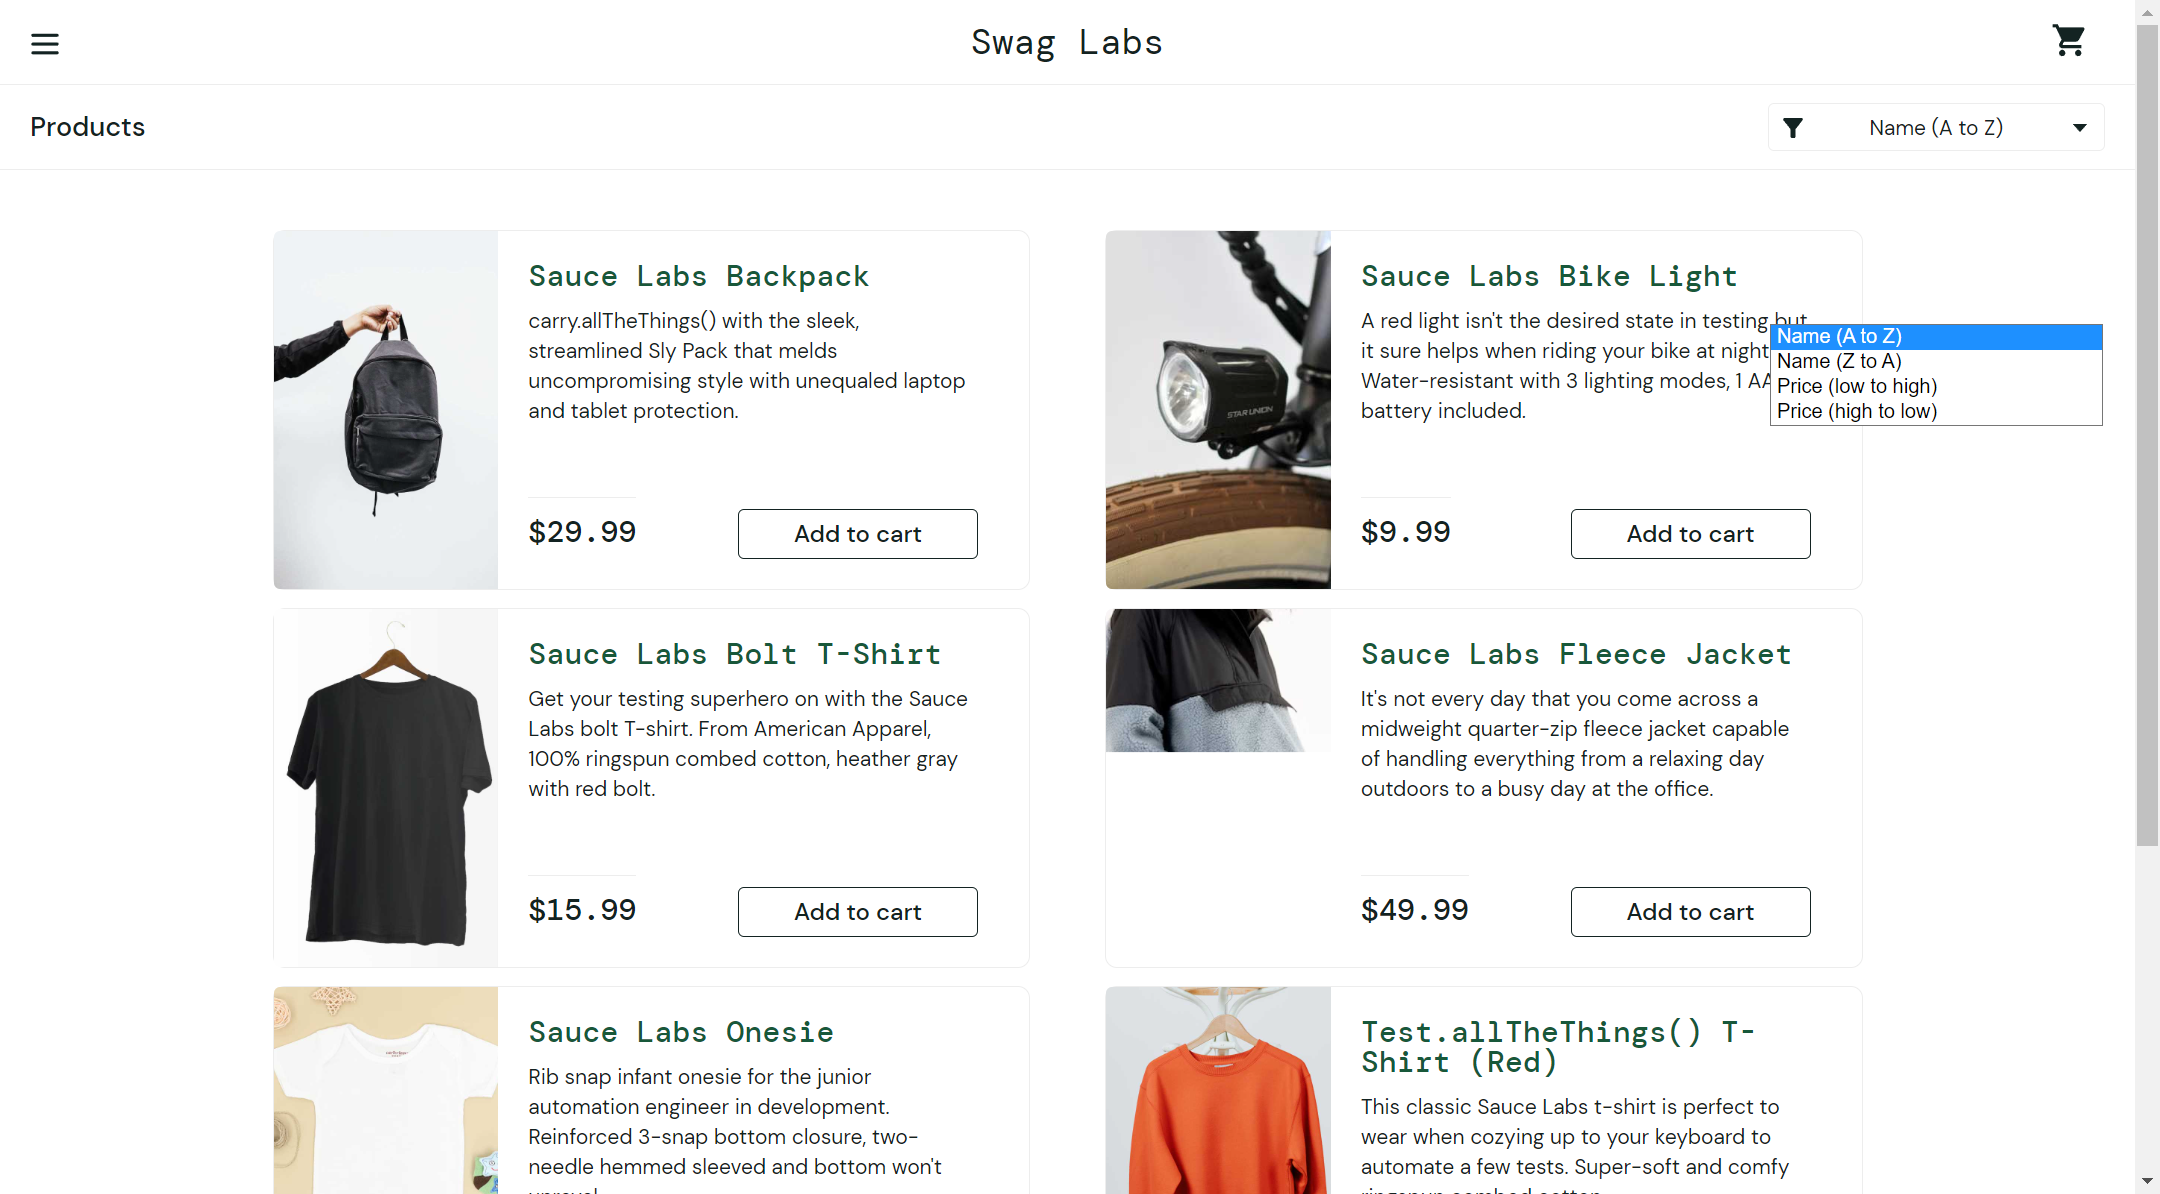 Swag Labs
Products
Name (A to Z)
Sauce Labs Backpack
carry.allTheThings() with the sleek,
streamlined Sly Pack that melds
uncompromising style with unequaled laptop
and tablet protection.
$29.99
Add to cart
Sauce Labs Bike Light
A red light isn't the desired state in testing but
it sure helps when riding your bike at night
Water-resistant with 3 lighting modes, 1 AA
battery included.
STAR UNION
$9.99
Add to cart
Name (A to Z)
Name (Z to A)
Price (low to high)
Price (high to low)
Sauce Labs Bolt T-Shirt
Get your testing superhero on with the Sauce
Labs bolt T-shirt. From American Apparel,
100% ringspun combed cotton, heather gray
with red bolt.
$15.99
Add to cart
Sauce Labs Fleece Jacket
It's not every day that you come across a
midweight quarter-zip fleece jacket capable
of handling everything from a relaxing day
outdoors to a busy day at the office.
$49.99
Add to cart
Sauce Labs Onesie
Rib snap infant onesie for the junior
automation engineer in development.
Reinforced 3-snap bottom closure, two-
needle hemmed sleeved and bottom won't
Test.allTheThings() T-
Shirt (Red)
This classic Sauce Labs t-shirt is perfect to
wear when cozying up to your keyboard to
automate a few tests. Super-soft and comfy